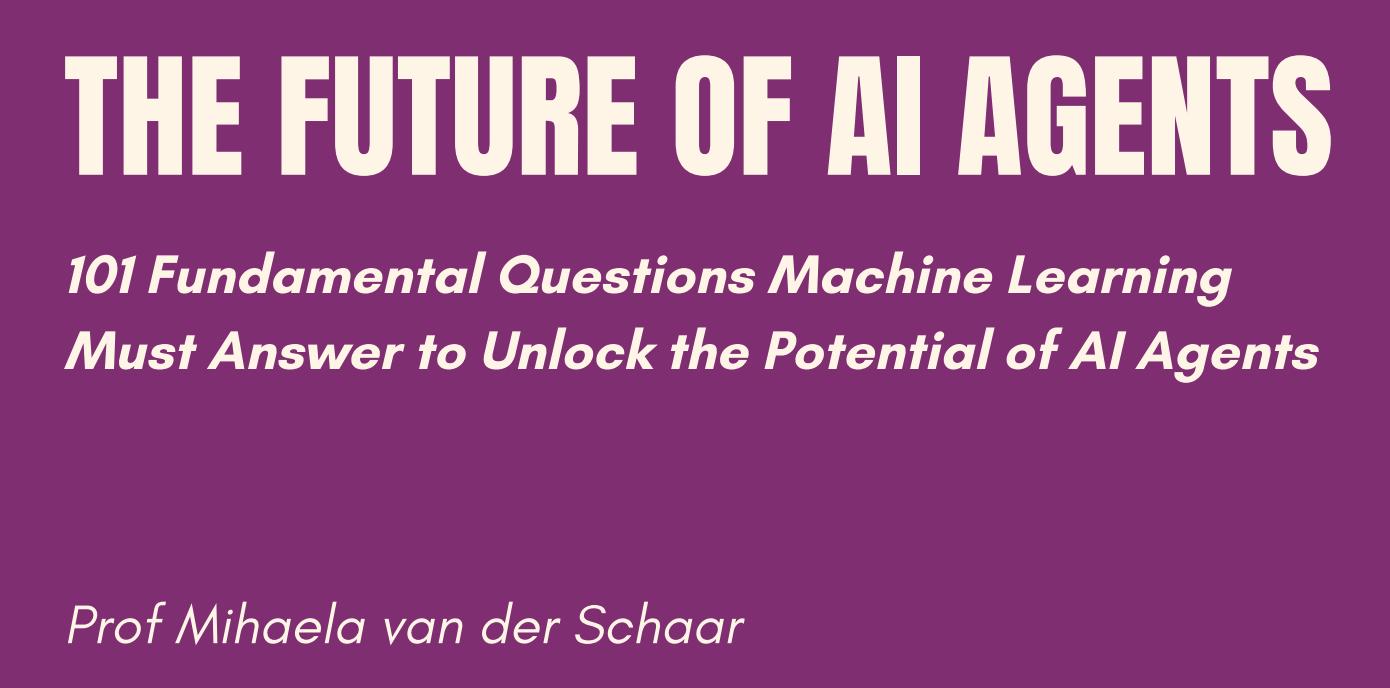 THE FUTURE OF AI AGENTS
101 Fundamental Questions Machine Learning
Must Answer to Unlock the Potential of AI Agents
Prof Mihaela van der Schaar